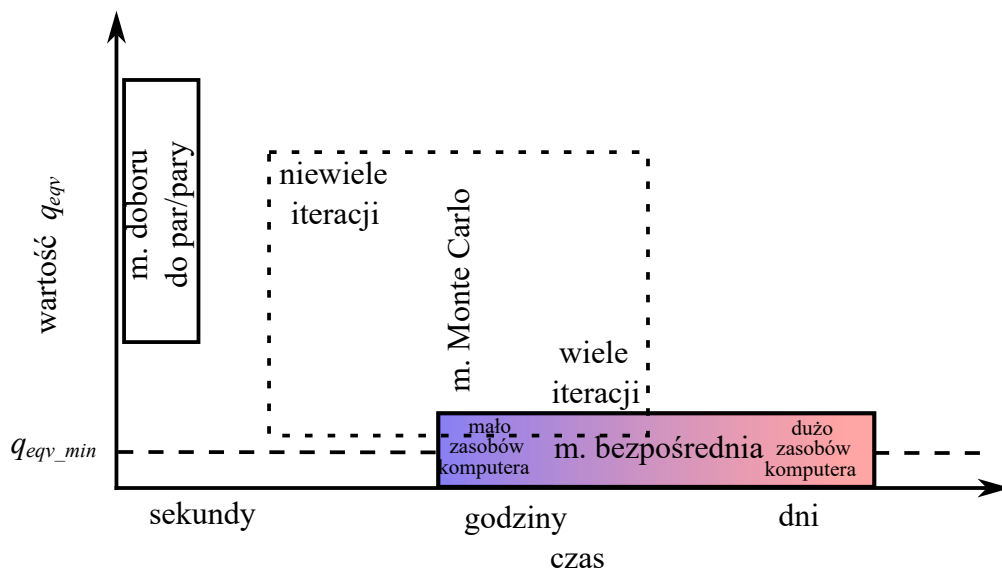 wartość q_eqv
m. doboru
do par/pary
niewiele
iteracji
m. Monte Carlo
wiele
iteracji
q_eqv_min
mało
zasobów
komputera
m. bezpośrednia
dużo
zasobów
komputera
sekundy
godziny
dni
czas